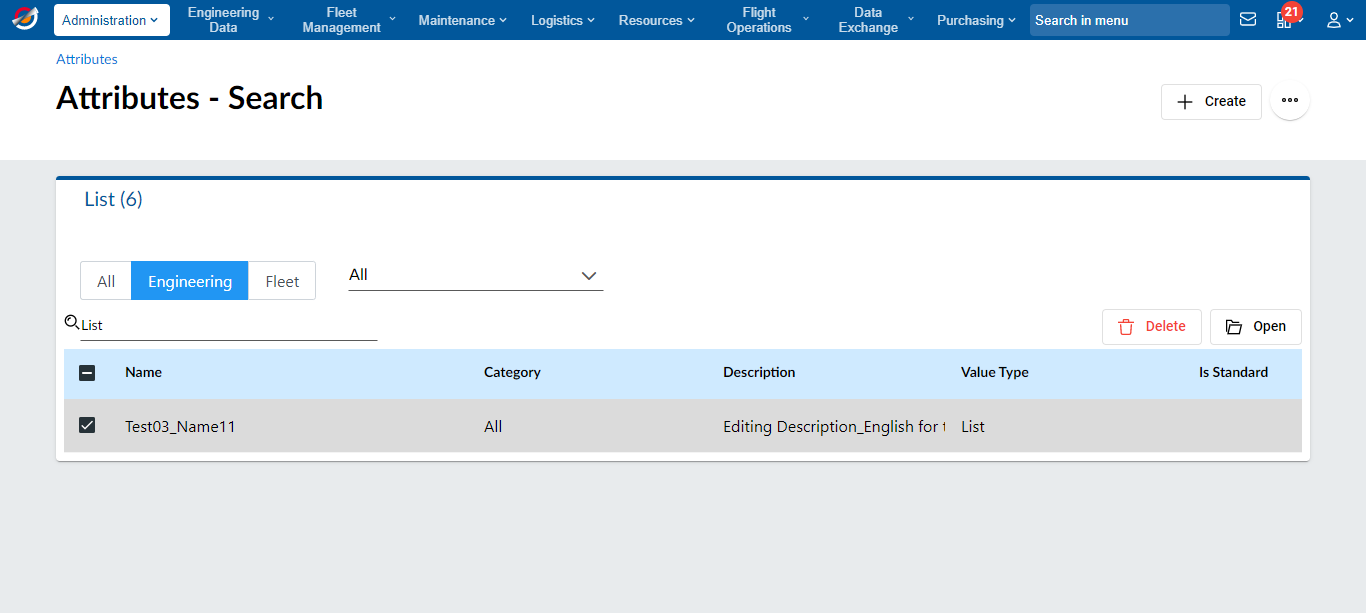 Administration
Engineering
Data
Fleet
Management
Maintenance
Logistics
Resources
Flight
Operations
Data
Exchange
Purchasing
Search in menu
21
Attributes
Attributes - Search
Create
List (6)
All
Engineering
Fleet
All
List
Delete
Open
Name
Category
Description
Value Type
Is Standard
Test03_Name11
All
Editing Description_English for t
List